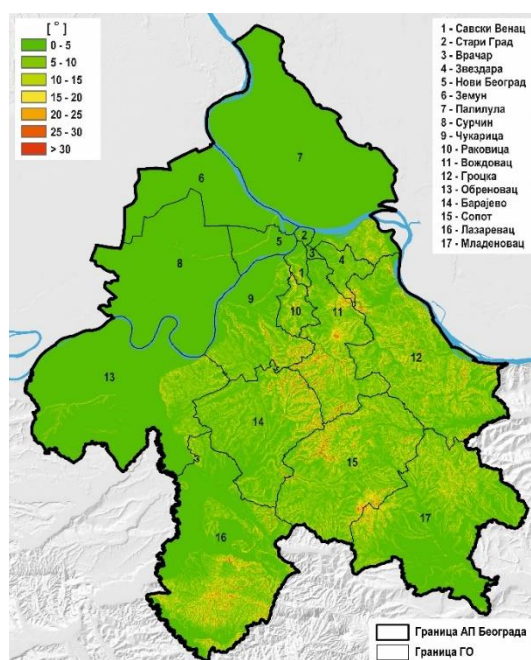 [ ° ]
0 - 5
5 - 10
10 - 15
15 - 20
20 - 25
25 - 30
> 30
1 - Савски Венац
2 - Стари Град
3 - Врачар
4 - Звездара
5 - Нови Београд
6 - Земун
7 - Папилула
8 - Сурчин
9 - Чукарица
10 - Раковица
11 - Вождовац
12 - Гроцка
13 - Обреновац
14 - Барајево
15 - Сопот
16 - Лазаревац
17 - Младеновац
7
6
5
2
3
4
8
1
9
10
11
12
13
14
15
16
17
Граница АП Београда
Граница ГО